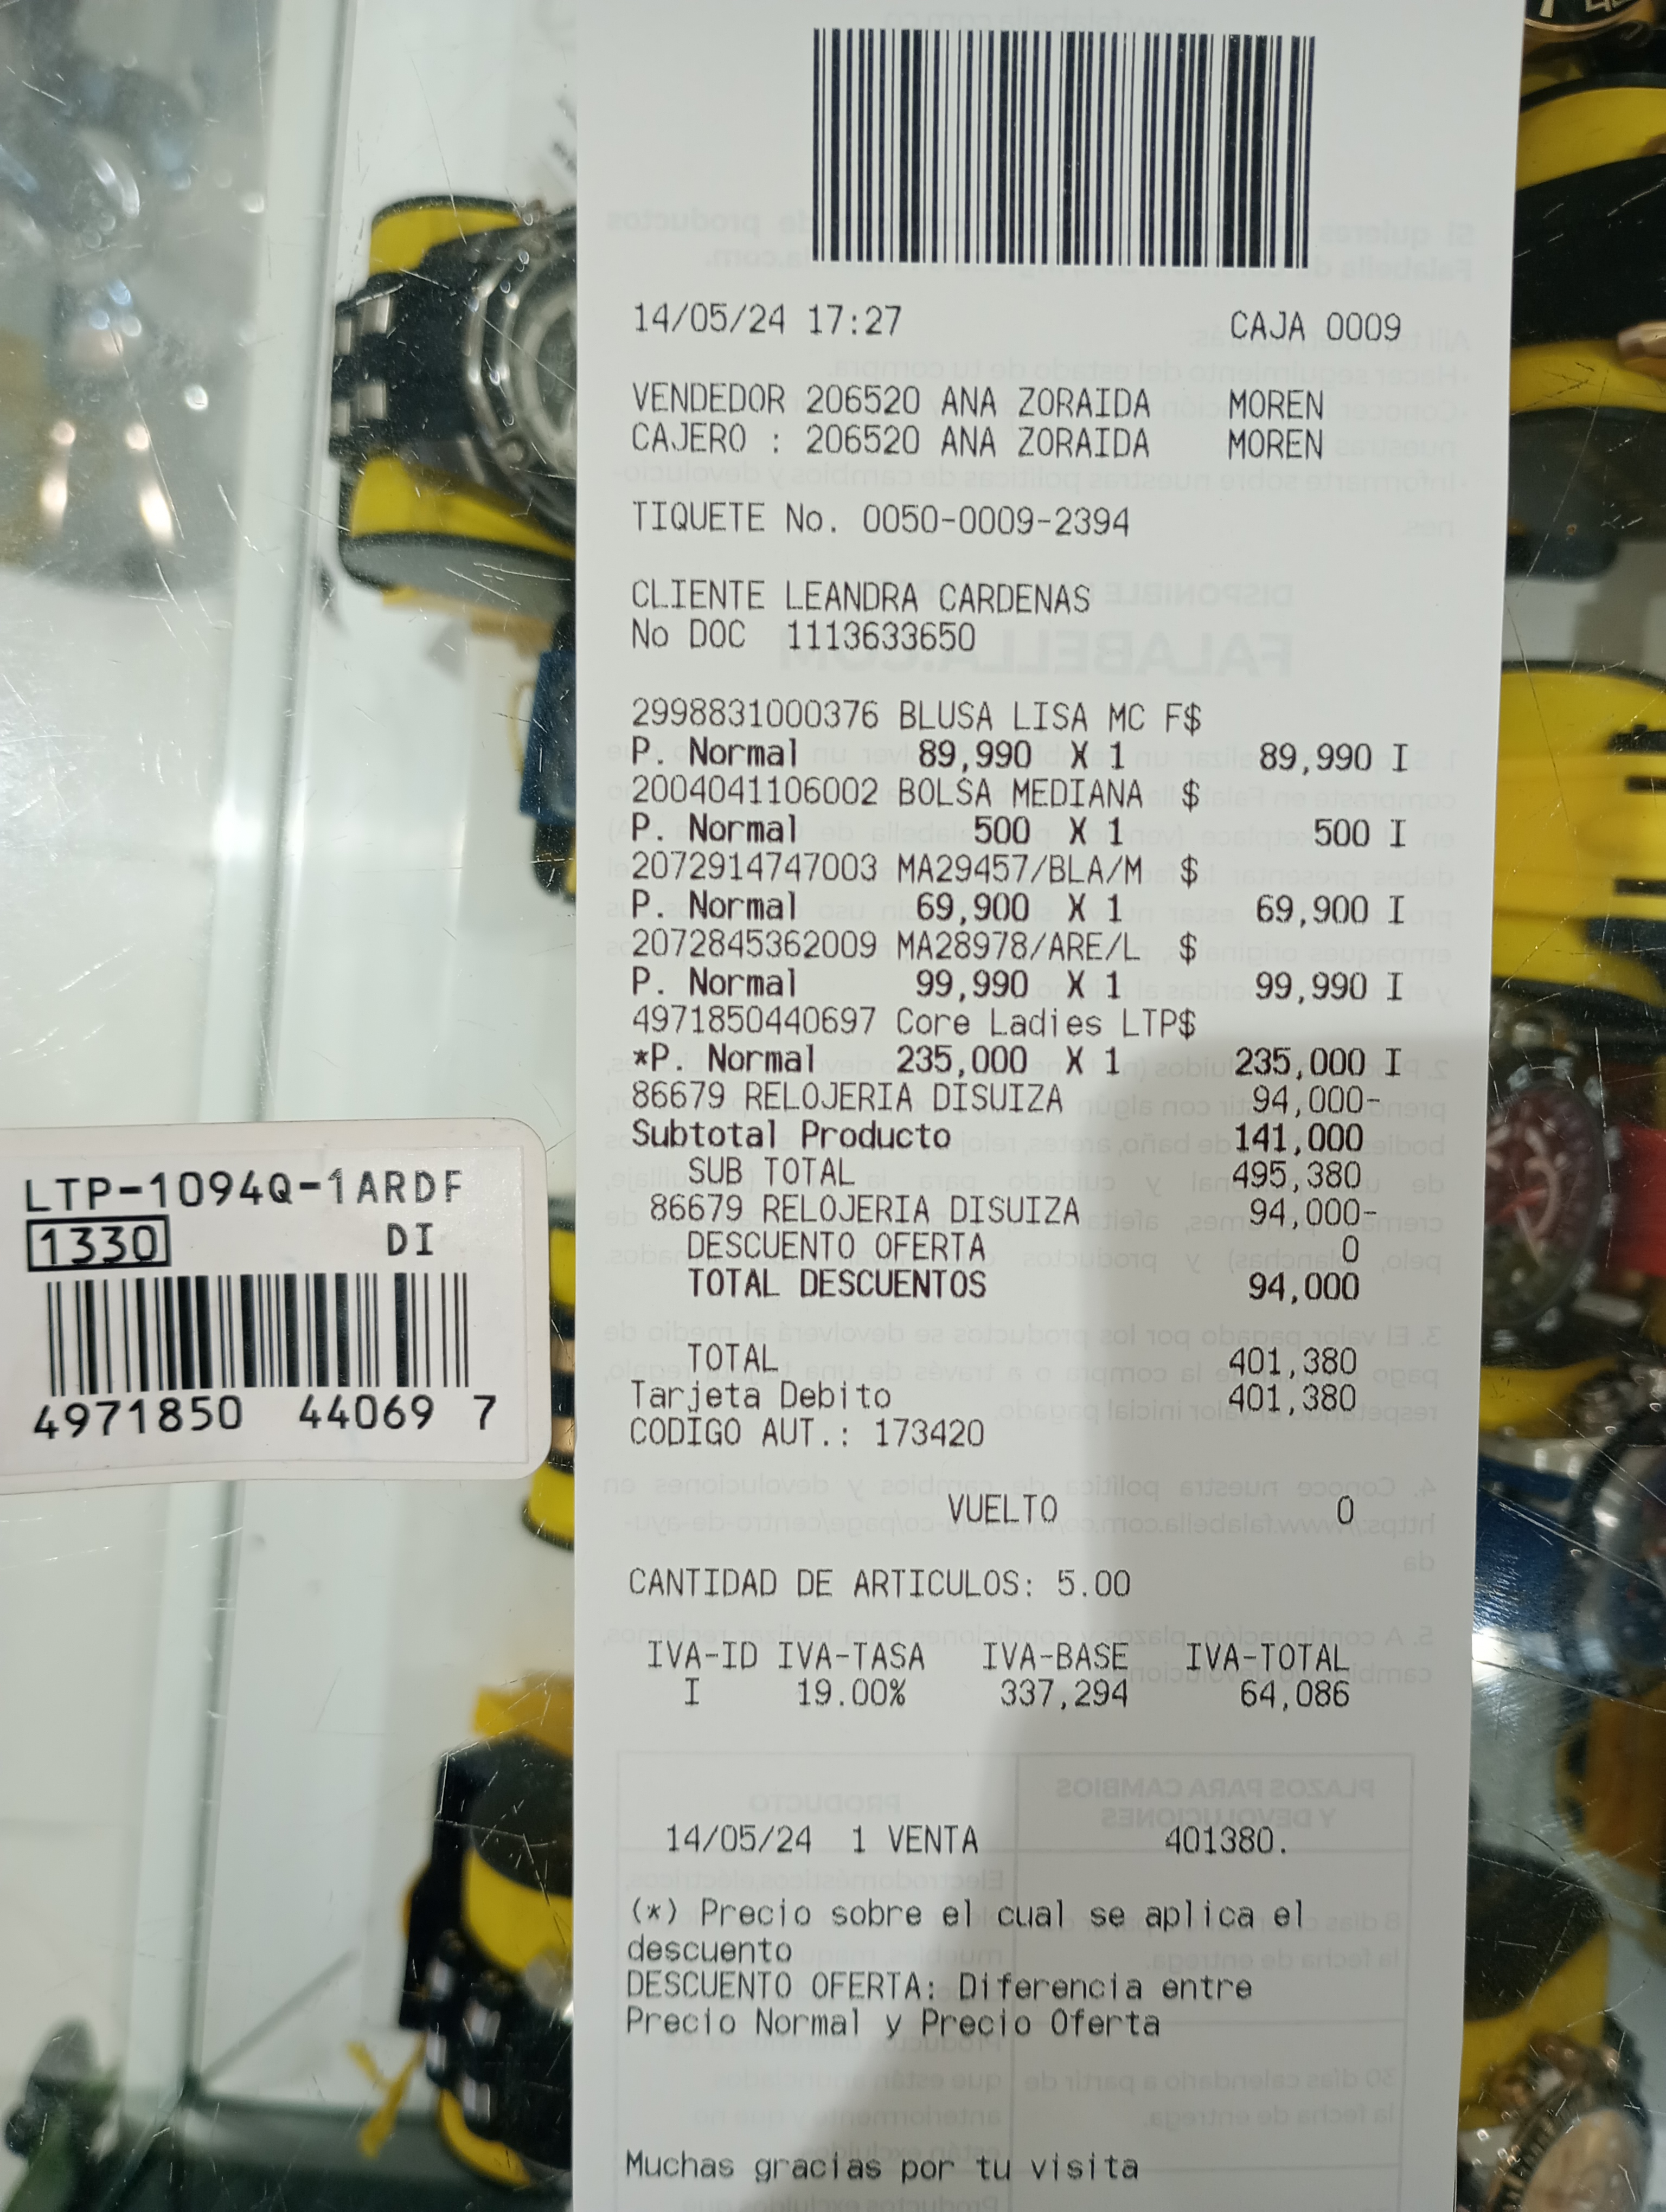 14/05/24 17:27 CAJA 0009
VENDEDOR 206520 ANA ZORAIDA MOREN
CAJERO : 206520 ANA ZORAIDA MOREN
TIQUETE No. 0050-0009-2394
CLIENTE LEANDRA CARDENAS
No DOC 1113633650
2998831000376 BLUSA LISA MC F$
P. Normal 89,990 X 1 89,990 I
2004041106002 BOLSA MEDIANA $
P. Normal 500 X 1 500 I
2072914747003 MA29457/BLA/M $
P. Normal 69,900 X 1 69,900 I
2072845362009 MA28978/ARE/L $
P. Normal 99,990 X 1 99,990 I
4971850440697 Core Ladies LTP$
*P. Normal 235,000 X 1 235,000 I
86679 RELOJERIA DISUIZA 94,000-
Subtotal Producto 141,000
SUB TOTAL 495,380
86679 RELOJERIA DISUIZA 94,000-
DESCUENTO OFERTA 0
TOTAL DESCUENTOS 94,000
TOTAL 401,380
Tarjeta Debito 401,380
CODIGO AUT.: 173420
VUELTO 0
CANTIDAD DE ARTICULOS: 5.00
IVA-ID IVA-TASA IVA-BASE IVA-TOTAL
I 19.00% 337,294 64,086
14/05/24 1 VENTA 401380.
(*) Precio sobre el cual se aplica el
descuento
DESCUENTO OFERTA: Diferencia entre
Precio Normal y Precio Oferta
Muchas gracias por tu visita
LTP-1094Q-1ARDF
1330 DI
4971850 44069 7